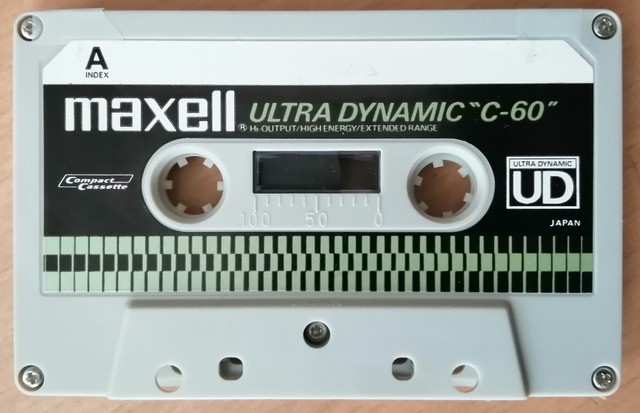 A
INDEX
maxell ® ULTRA DYNAMIC "C-60"
Hi OUTPUT/HIGH ENERGY/EXTENDED RANGE
Compact
Cassette
ULTRA DYNAMIC
UD
JAPAN
100 50 0